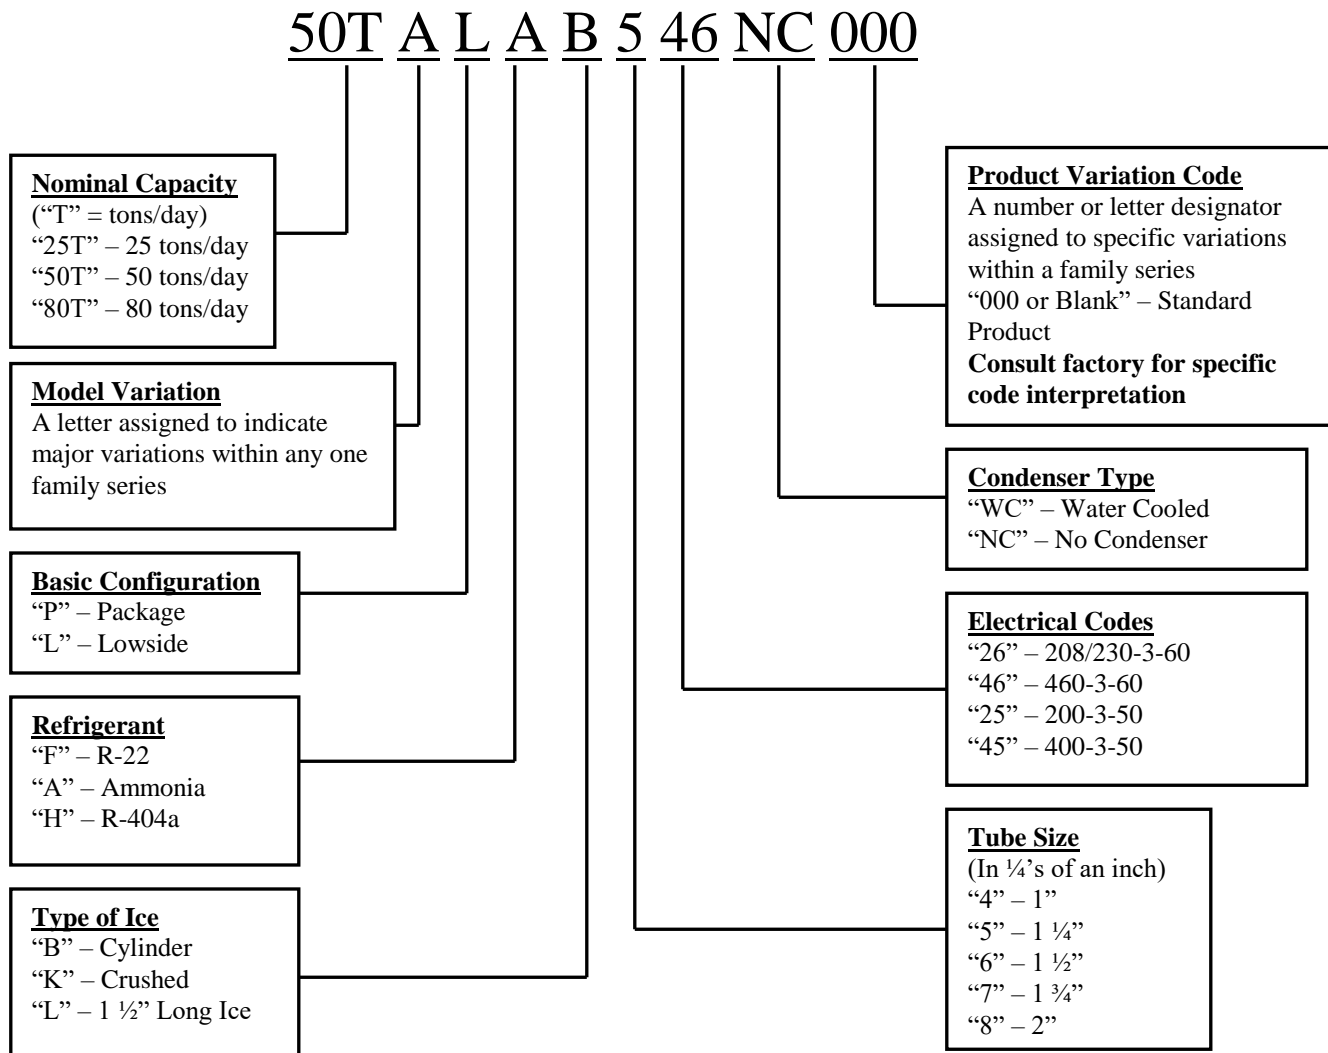 50T A L A B 5 46 NC 000
Nominal Capacity
(“T” = tons/day)
“25T” – 25 tons/day
“50T” – 50 tons/day
“80T” – 80 tons/day
Model Variation
A letter assigned to indicate
major variations within any one
family series
Basic Configuration
“P” – Package
“L” – Lowside
Refrigerant
“F” – R-22
“A” – Ammonia
“H” – R-404a
Type of Ice
“B” – Cylinder
“K” – Crushed
“L” – 1 ½” Long Ice
Product Variation Code
A number or letter designator
assigned to specific variations
within a family series
“000 or Blank” – Standard
Product
Consult factory for specific
code interpretation
Condenser Type
“WC” – Water Cooled
“NC” – No Condenser
Electrical Codes
“26” – 208/230-3-60
“46” – 460-3-60
“25” – 200-3-50
“45” – 400-3-50
Tube Size
(In ¼’s of an inch)
“4” – 1”
“5” – 1 ¼”
“6” – 1 ½”
“7” – 1 ¾”
“8” – 2”